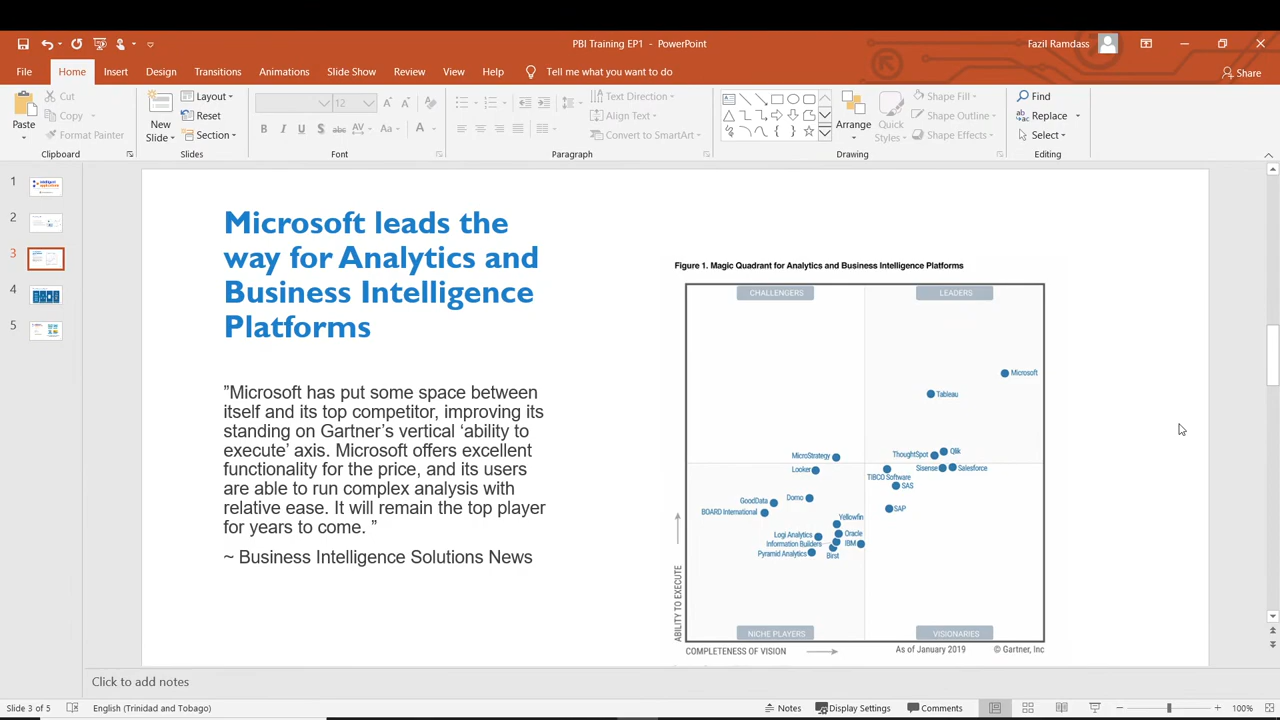 PBI Training EP1 - PowerPoint
Fazil Ramdass
File Home Insert Design Transitions Animations Slide Show Review View Help Tell me what you want to do Share
Paste
Cut
Copy
Format Painter
Clipboard
New
Slide
Layout
Reset
Section
Slides
12
Font
Text Direction
Align Text
Convert to SmartArt
Paragraph
Arrange
Quick
Styles
Shape Fill
Shape Outline
Shape Effects
Drawing
Find
Replace
Select
Editing
1
2
3
4
5
Microsoft leads the
way for Analytics and
Business Intelligence
Platforms
”Microsoft has put some space between
itself and its top competitor, improving its
standing on Gartner’s vertical ‘ability to
execute’ axis. Microsoft offers excellent
functionality for the price, and its users
are able to run complex analysis with
relative ease. It will remain the top player
for years to come. ”
~ Business Intelligence Solutions News
Figure 1. Magic Quadrant for Analytics and Business Intelligence Platforms
CHALLENGERS
LEADERS
Microsoft
Tableau
MicroStrategy
Looker
ThoughtSpot
Qlik
Sisense
Salesforce
TIBCO Software
SAS
SAP
GoodData
Domo
BOARD International
Yellowfin
Logi Analytics
Oracle
Information Builders
IBM
Pyramid Analytics
Birst
ABILITY TO EXECUTE
NICHE PLAYERS
VISIONARIES
COMPLETENESS OF VISION
As of January 2019
© Gartner, Inc
Click to add notes
Slide 3 of 5
English (Trinidad and Tobago)
Notes
Display Settings
Comments
100%